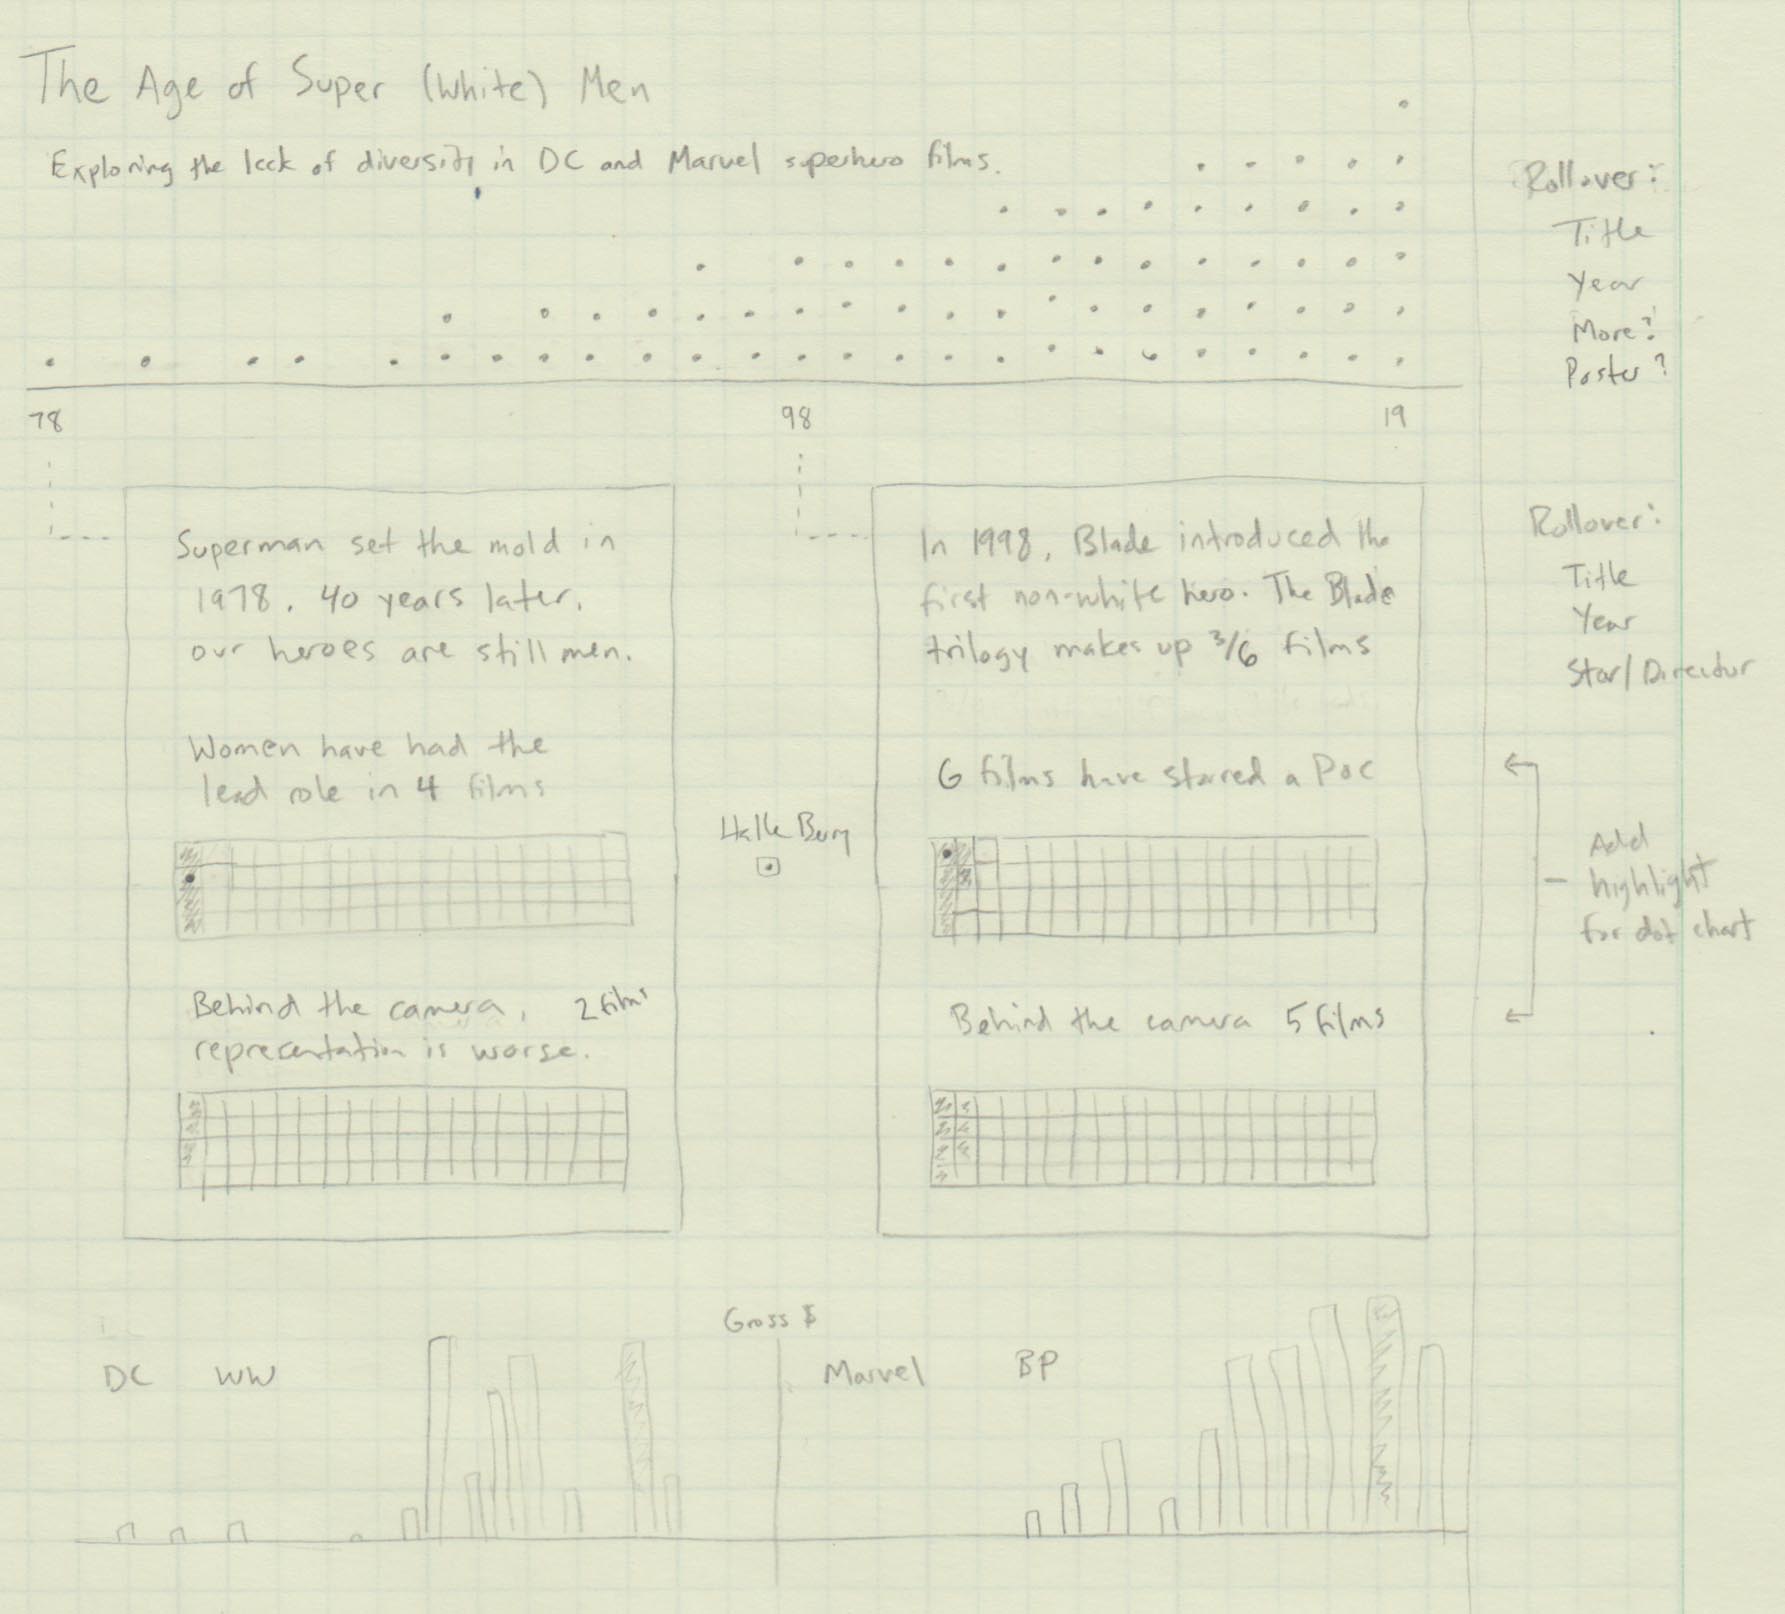 The Age of Super (White) Men
Exploring the lack of diversity in DC and Marvel superhero films.
Rollover:
Title
Year
More?
Poster?
78
98
19
Superman set the mold in
1978. 40 years later,
our heroes are still men.
Women have had the
lead role in 4 films
Behind the camera, 2 films
representation is worse.
Halle Berry
In 1998, Blade introduced the
first non-white hero. The Blade
trilogy makes up 3/6 films
6 films have starred a PoC
Behind the camera 5 films
Rollover:
Title
Year
Star/Director
Add
highlight
for dot chart
Gross $
DC
WW
Marvel
BP